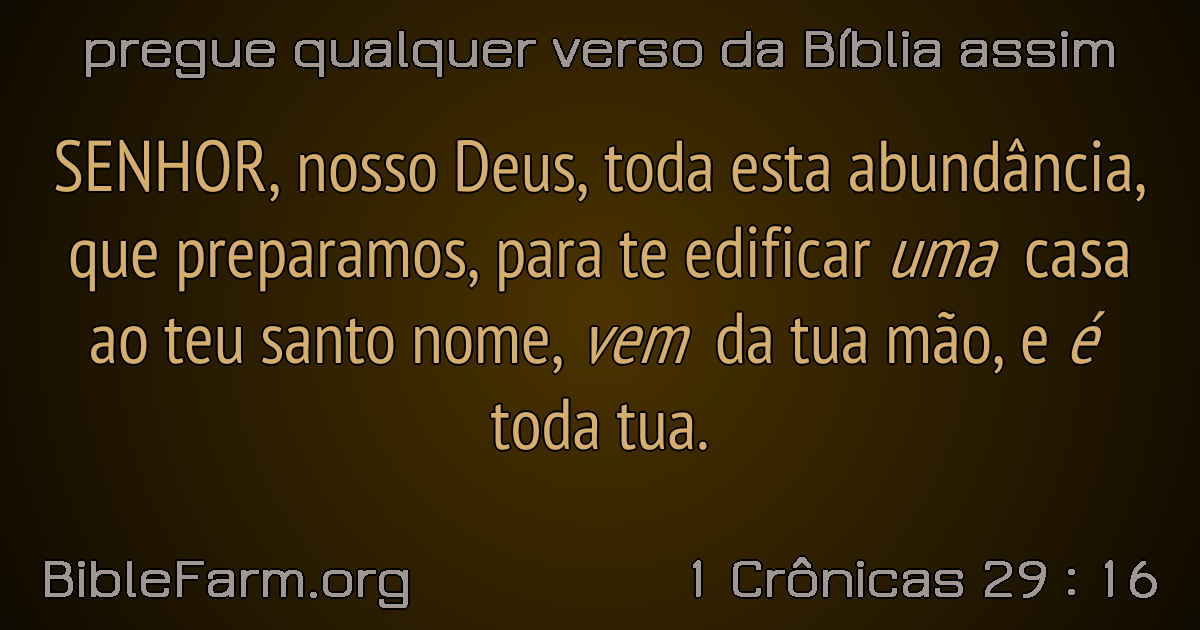 pregue qualquer verso da Bíblia assim
SENHOR, nosso Deus, toda esta abundância,
que preparamos, para te edificar uma casa
ao teu santo nome, vem da tua mão, e é
toda tua.
BibleFarm.org
1 Crônicas 29 : 16